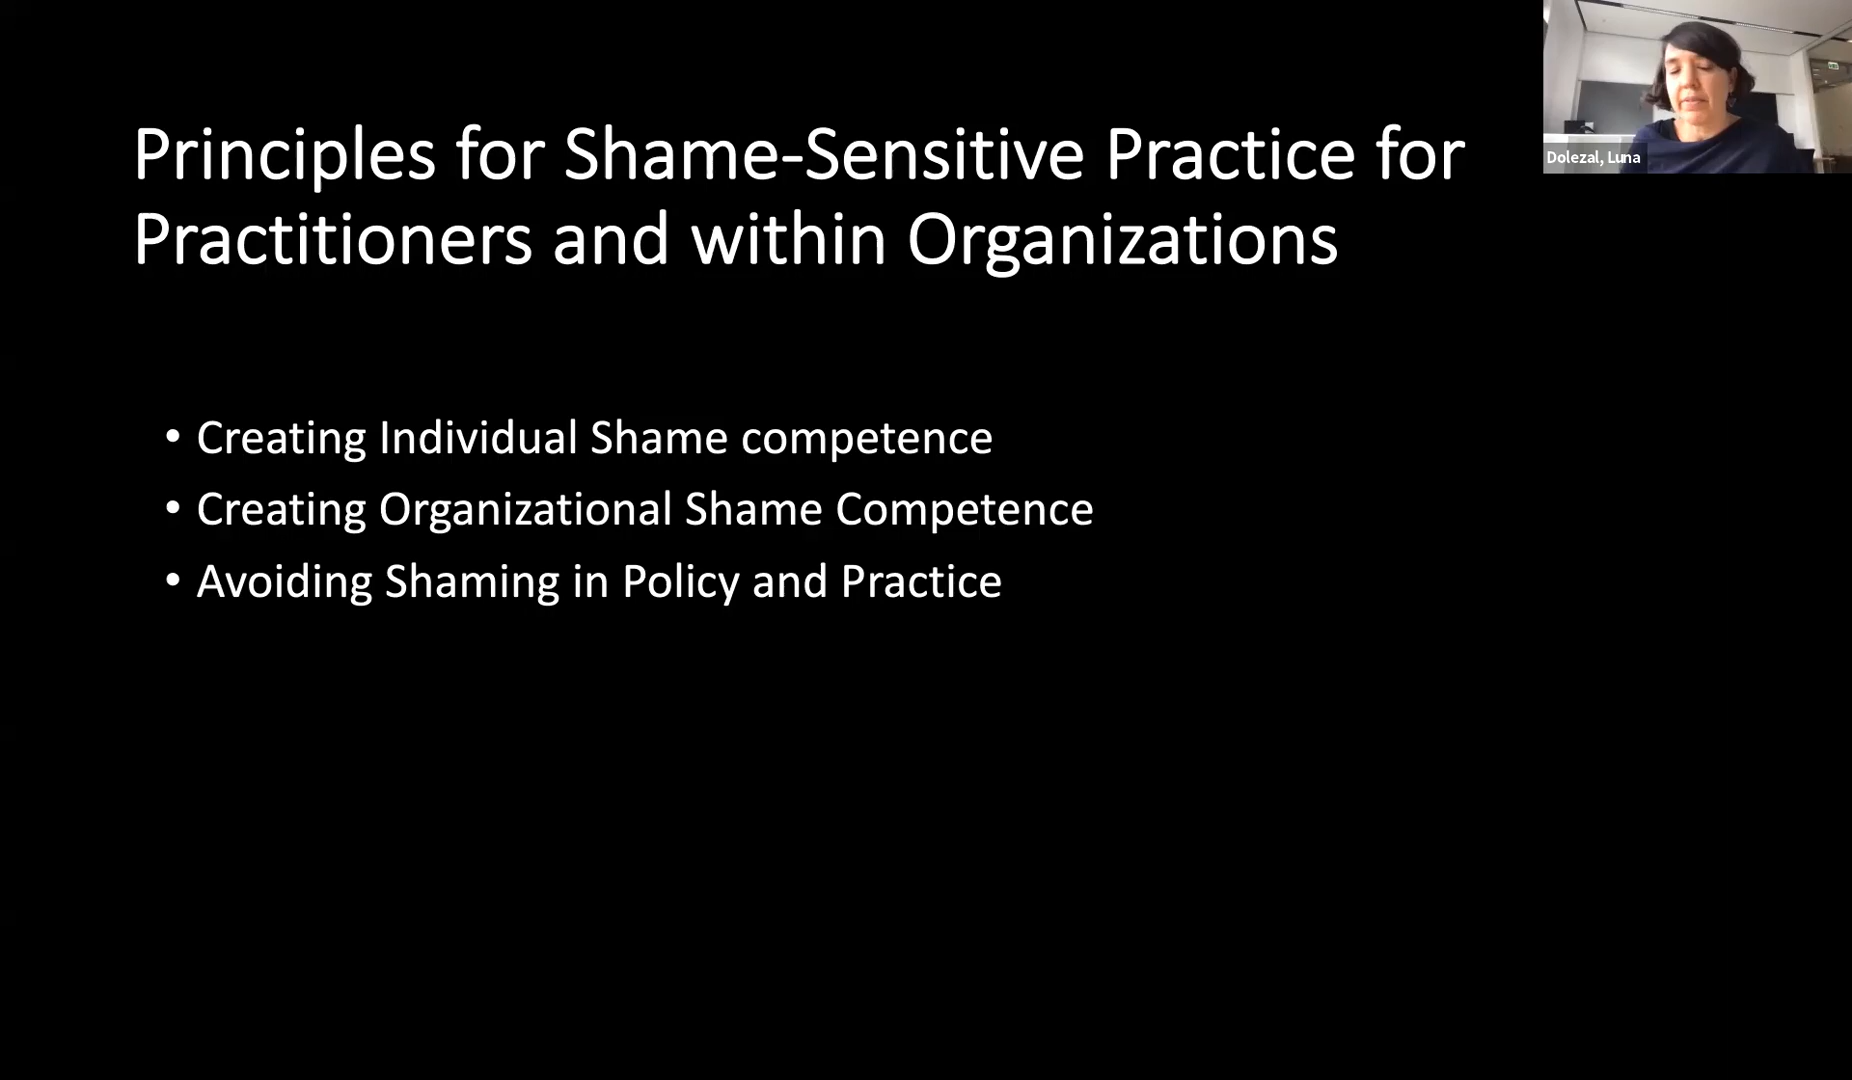 Principles for Shame-Sensitive Practice for
Practitioners and within Organizations
Dolezal, Luna
• Creating Individual Shame competence
• Creating Organizational Shame Competence
• Avoiding Shaming in Policy and Practice